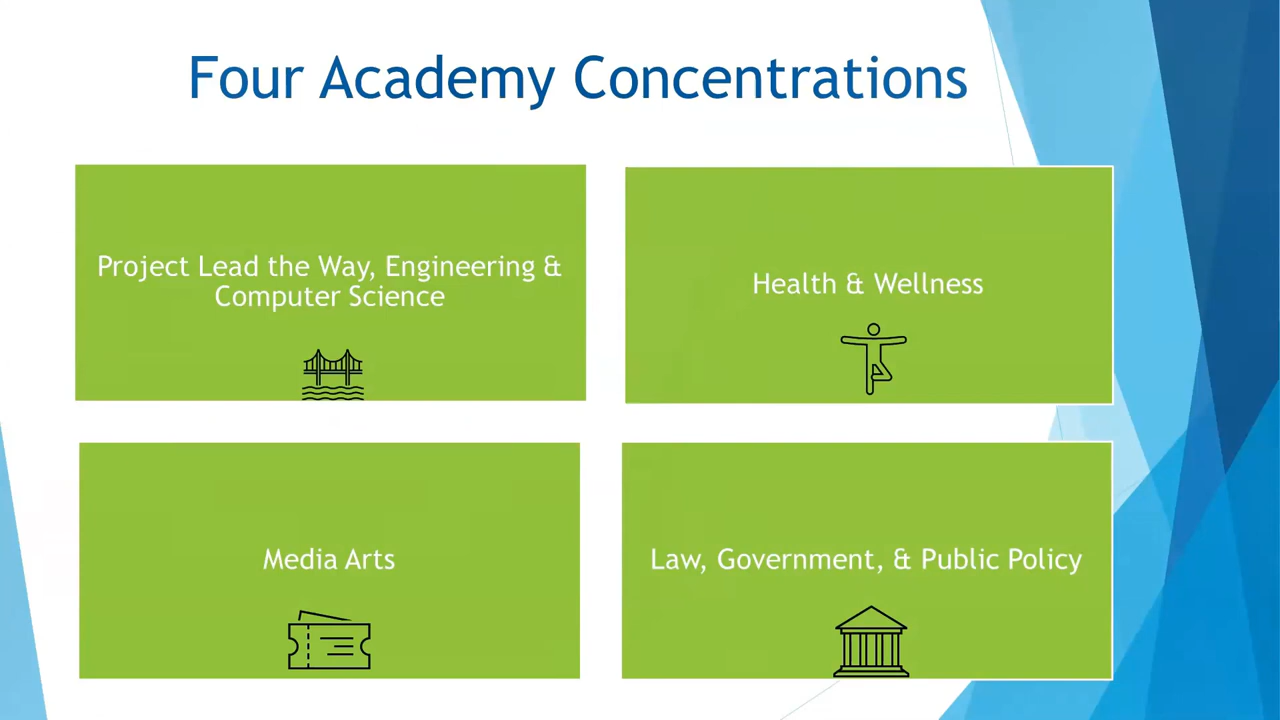 Four Academy Concentrations
Project Lead the Way, Engineering &
Computer Science
Health & Wellness
Media Arts
Law, Government, & Public Policy